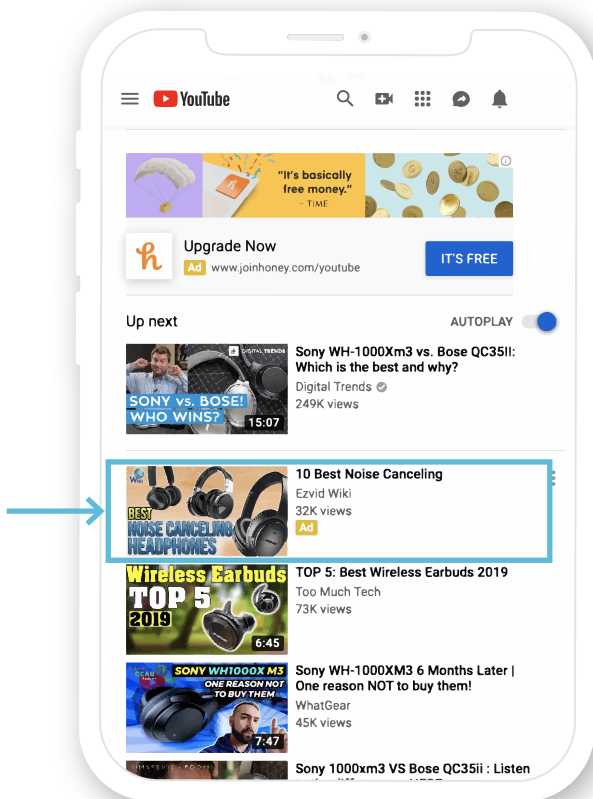 YouTube
"It's basically
free money."
– TIME
Upgrade Now
Ad www.joinhoney.com/youtube
IT'S FREE
Up next
AUTOPLAY
DIGITAL TRENDS
SONY vs. BOSE!
WHO WINS?
15:07
Sony WH-1000Xm3 vs. Bose QC35II:
Which is the best and why?
Digital Trends
249K views
Wiki
BEST
NOISE CANCELING
HEADPHONES
10 Best Noise Canceling
Ezvid Wiki
32K views
Ad
Wireless Earbuds
TOP 5
2019
6:45
TOP 5: Best Wireless Earbuds 2019
Too Much Tech
73K views
GEAR
SONY WH1000X M3
ONE REASON NOT
TO BUY THEM
7:47
Sony WH-1000XM3 6 Months Later |
One reason NOT to buy them!
WhatGear
45K views
Sony 1000xm3 VS Bose QC35ii : Listen